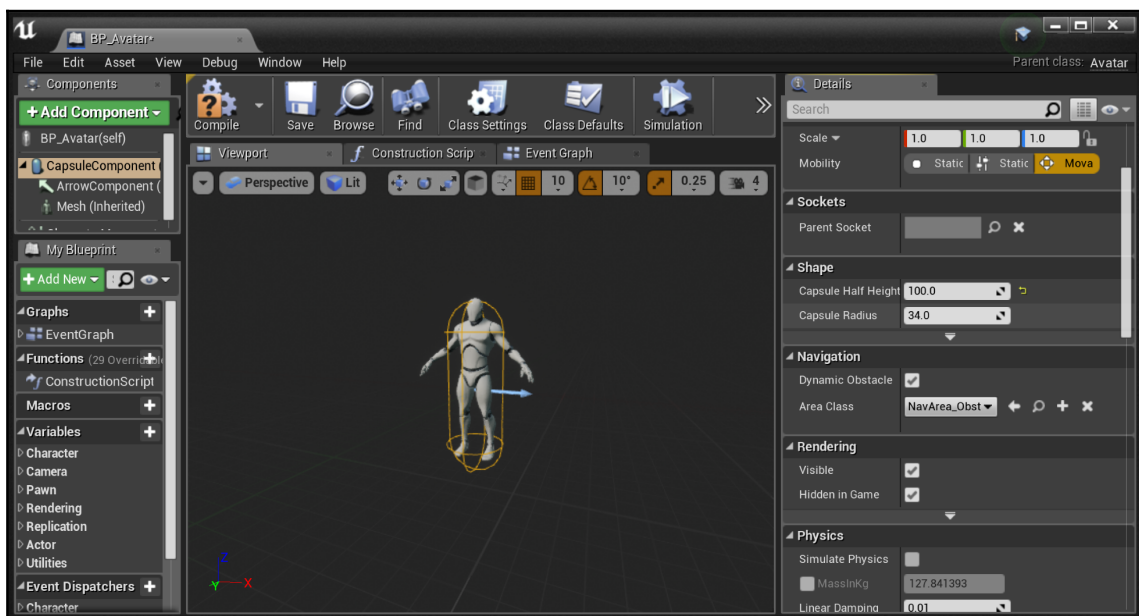 BP_Avatar*
File Edit Asset View Debug Window Help
Parent class: Avatar
Components
+Add Component
BP_Avatar(self)
CapsuleComponent (
ArrowComponent (
Mesh (Inherited)
My Blueprint
+Add New
Graphs
EventGraph
Functions (29 Overridable
ConstructionScript
Macros
Variables
Character
Camera
Pawn
Rendering
Replication
Actor
Utilities
Event Dispatchers
Character
Compile Save Browse Find Class Settings Class Defaults Simulation
Viewport Construction Scrip Event Graph
Perspective Lit 10 10° 0.25 4
Z
Y X
Details
Search
Scale 1.0 1.0 1.0
Mobility Static Static Mova
Sockets
Parent Socket
Shape
Capsule Half Height 100.0
Capsule Radius 34.0
Navigation
Dynamic Obstacle
Area Class NavArea_Obst
Rendering
Visible
Hidden in Game
Physics
Simulate Physics
MassInKg 127.841393
Linear Damping 0.01